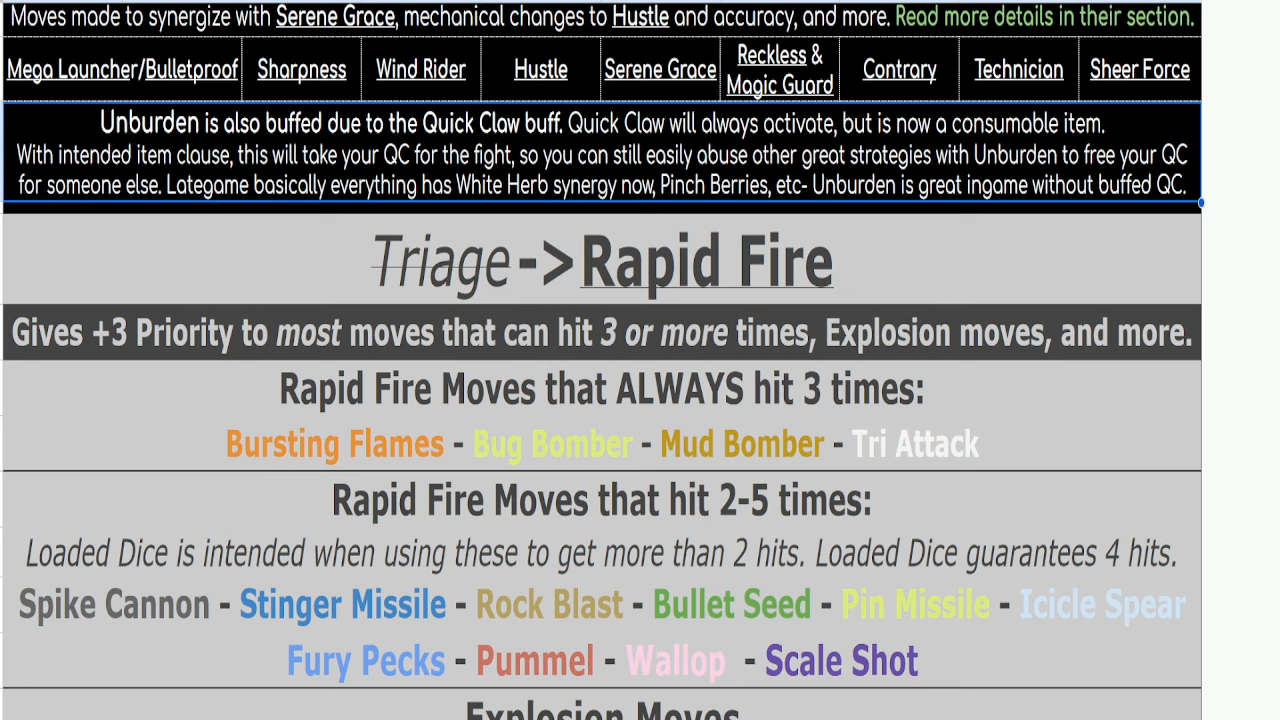 Moves made to synergize with Serene Grace, mechanical changes to Hustle and accuracy, and more. Read more details in their section.
Mega Launcher/Bulletproof Sharpness Wind Rider Hustle Serene Grace Reckless & Magic Guard Contrary Technician Sheer Force
Unburden is also buffed due to the Quick Claw buff. Quick Claw will always activate, but is now a consumable item.
With intended item clause, this will take your QC for the fight, so you can still easily abuse other great strategies with Unburden to free your QC
for someone else. Lategame basically everything has White Herb synergy now, Pinch Berries, etc- Unburden is great ingame without buffed QC.
Triage -> Rapid Fire
Gives +3 Priority to most moves that can hit 3 or more times, Explosion moves, and more.
Rapid Fire Moves that ALWAYS hit 3 times:
Bursting Flames - Bug Bomber - Mud Bomber - Tri Attack
Rapid Fire Moves that hit 2-5 times:
Loaded Dice is intended when using these to get more than 2 hits. Loaded Dice guarantees 4 hits.
Spike Cannon - Stinger Missile - Rock Blast - Bullet Seed - Pin Missile - Icicle Spear
Fury Pecks - Pummel - Wallop - Scale Shot
Explosion Moves